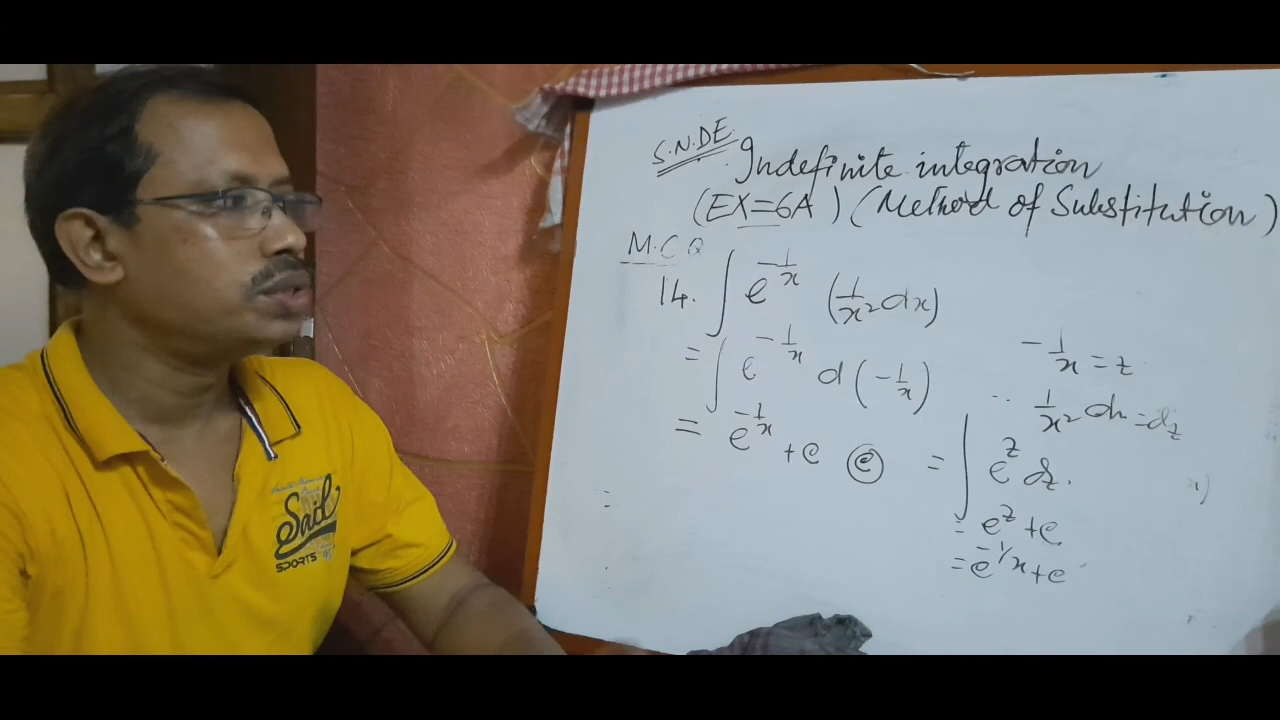 S.N.DE. Indefinite integration
(EX=6A) (Method of Substitution)
M.C.Q
14. ∫ e^{-1/x} (1/x² dx)
= ∫ e^{-1/x} d(-1/x)
= e^{-1/x} + c (c)
-1/x = z
∴ 1/x² dx = dz
= ∫ e^z dz.
= e^z + c
= e^{-1/x} + c
Sail
SPORTS